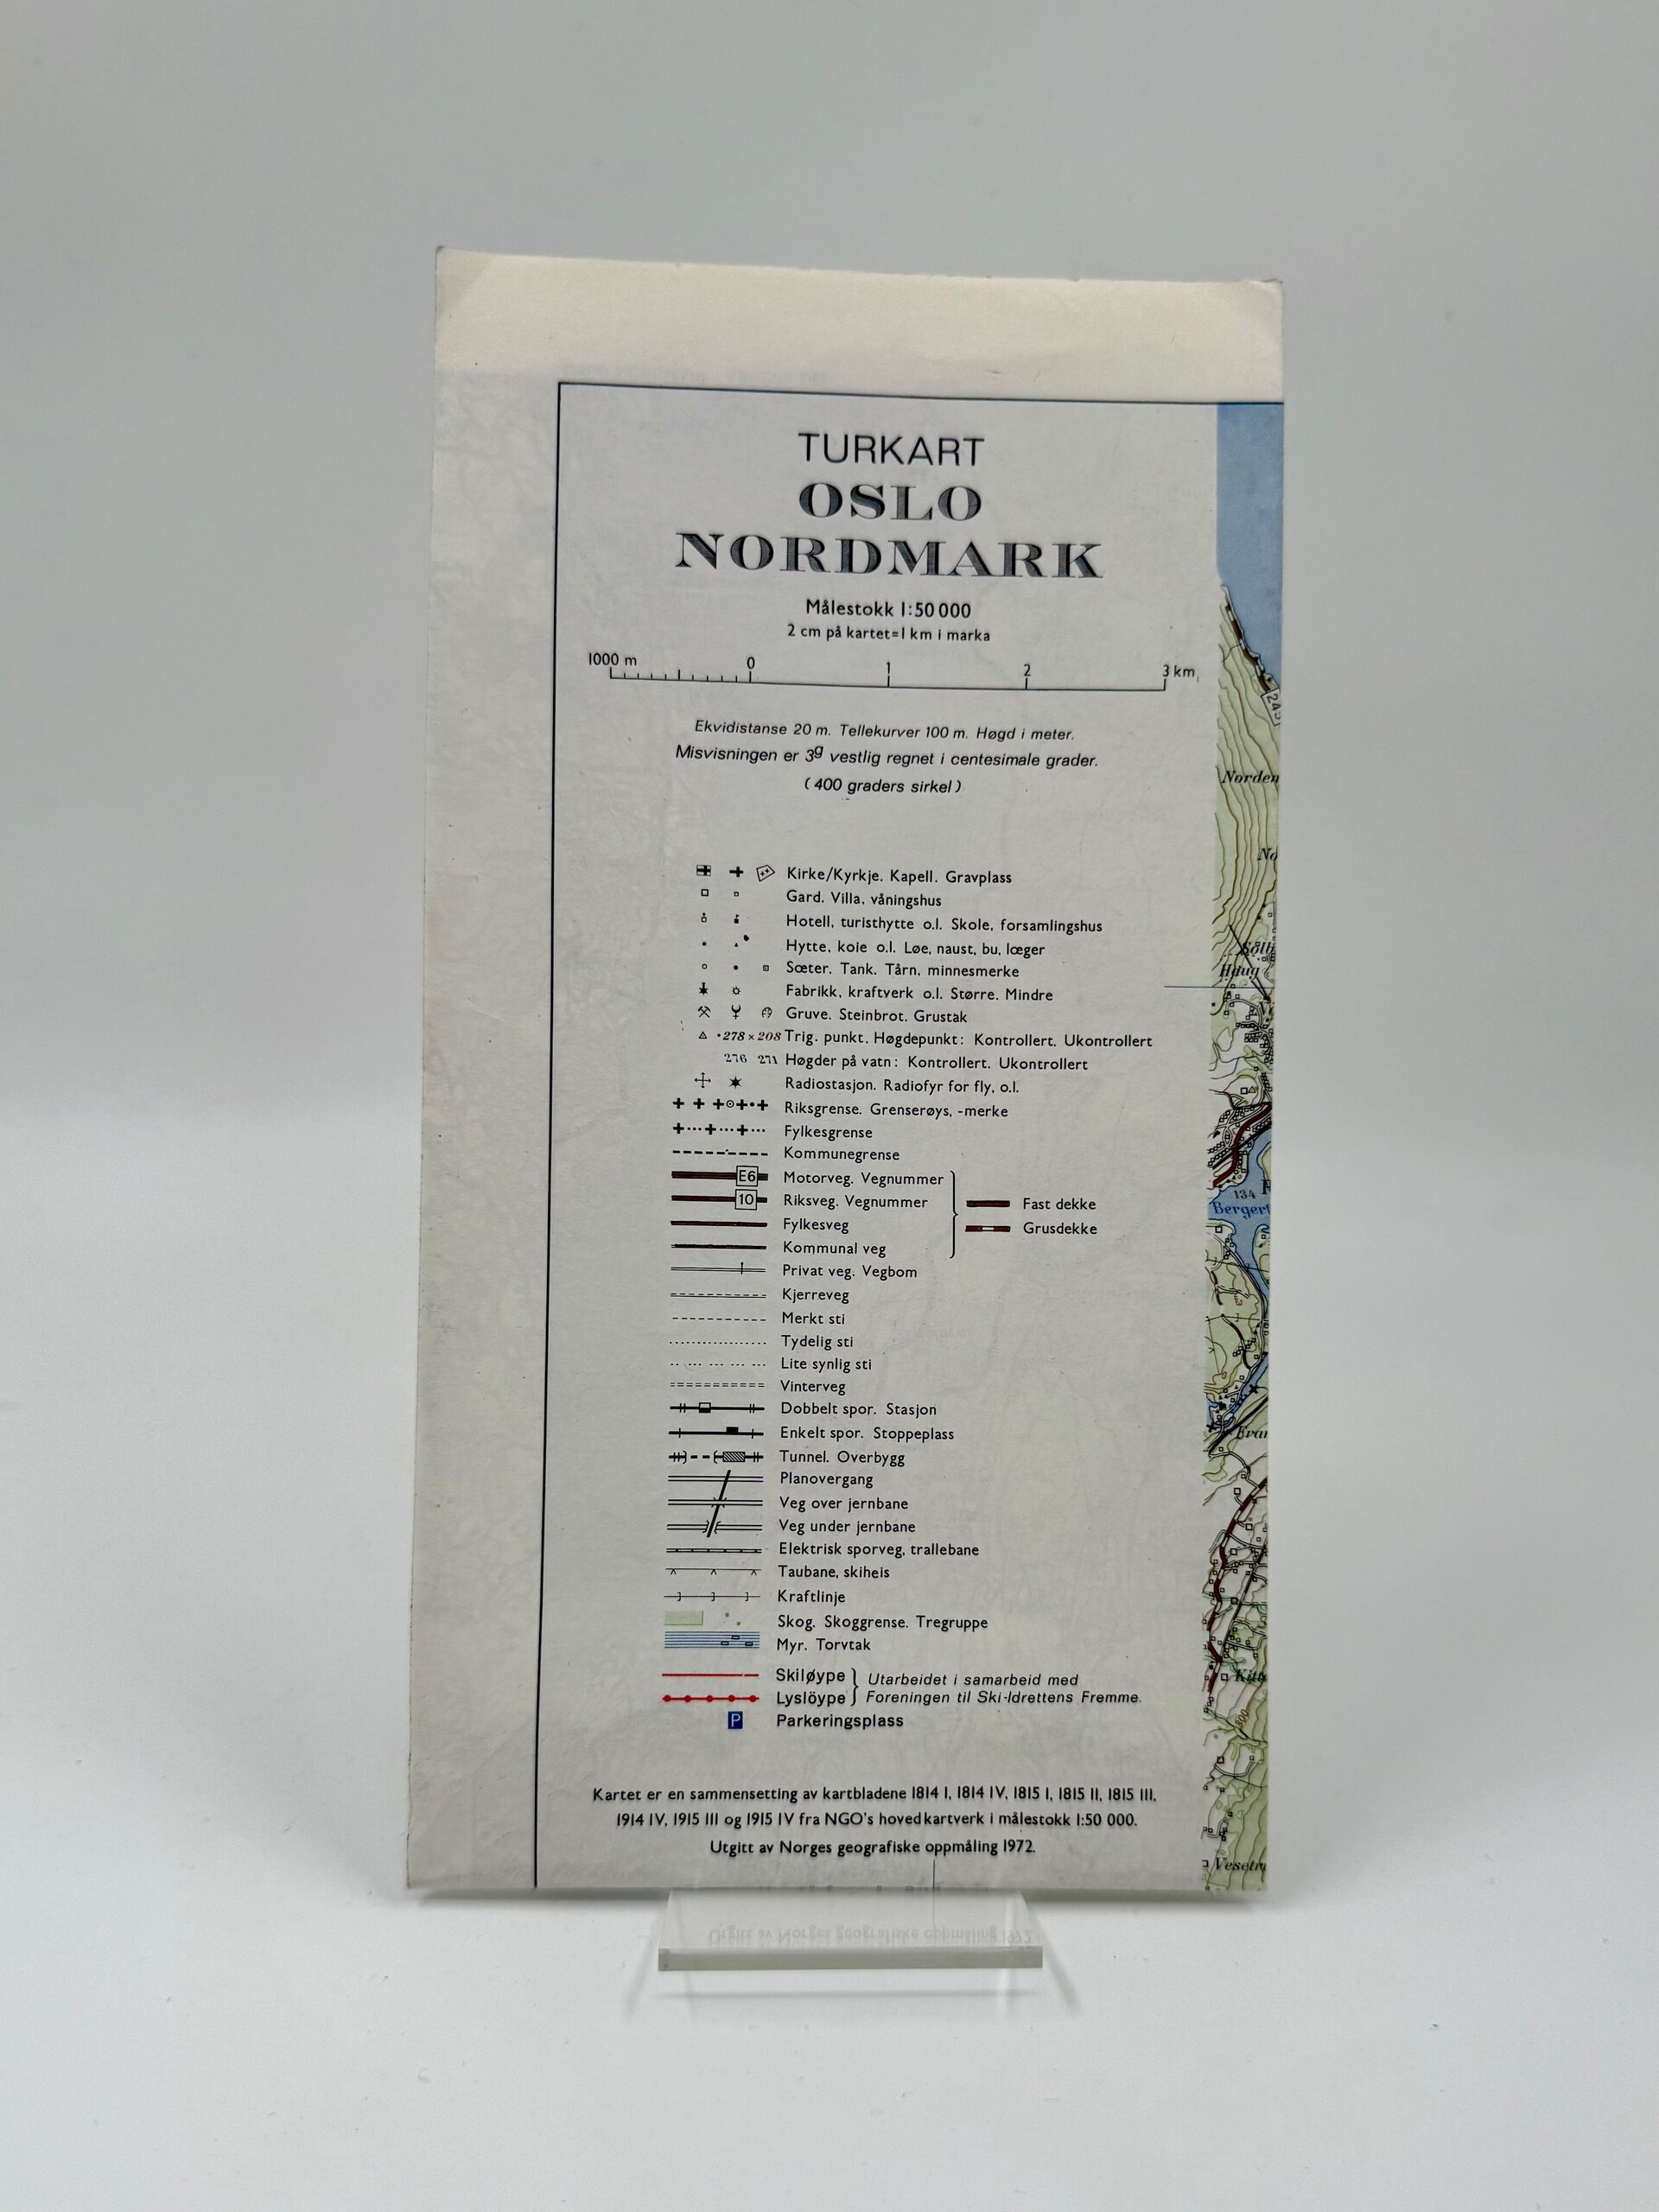 TURKART
OSLO
NORDMARK
Målestokk 1:50 000
2 cm på kartet=1 km i marka
1000 m 0 1 2 3 km
Ekvidistanse 20 m. Tellekurver 100 m. Høgd i meter.
Misvisningen er 3g vestlig regnet i centesimale grader.
(400 graders sirkel)
Kirke/Kyrkje. Kapell. Gravplass
Gard. Villa, våningshus
Hotell, turisthytte o.l. Skole, forsamlingshus
Hytte, koie o.l. Løe, naust, bu, læger
Sæter. Tank. Tårn, minnesmerke
Fabrikk, kraftverk o.l. Større. Mindre
Gruve. Steinbrot. Grustak
278 208 Trig. punkt. Høgdepunkt: Kontrollert. Ukontrollert
276 271 Høgder på vatn: Kontrollert. Ukontrollert
Radiostasjon. Radiofyr for fly, o.l.
Riksgrense. Grenserøys, -merke
Fylkesgrense
Kommunegrense
E6 Motorveg. Vegnummer
10 Riksveg. Vegnummer
Fast dekke
Fylkesveg
Grusdekke
Kommunal veg
Privat veg. Vegbom
Kjerreveg
Merkt sti
Tydelig sti
Lite synlig sti
Vinterveg
Dobbelt spor. Stasjon
Enkelt spor. Stoppeplass
Tunnel. Overbygg
Planovergang
Veg over jernbane
Veg under jernbane
Elektrisk sporveg, trallebane
Taubane, skiheis
Kraftlinje
Skog. Skoggrense. Tregruppe
Myr. Torvtak
Skiløype } Utarbeidet i samarbeid med
Lyslöype } Foreningen til Ski-Idrettens Fremme.
P Parkeringsplass
Kartet er en sammensetting av kartbladene 1814 I, 1814 IV, 1815 I, 1815 II, 1815 III,
1914 IV, 1915 III og 1915 IV fra NGO's hovedkartverk i målestokk 1:50 000.
Utgitt av Norges geografiske oppmåling 1972.
Norden
No
Haug
134
Berger
300